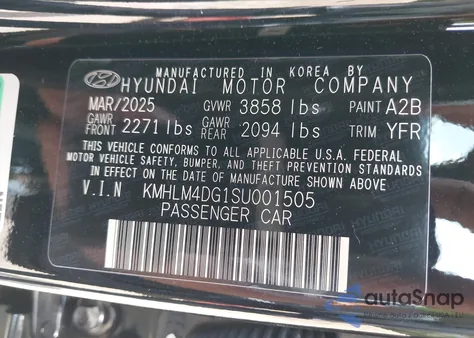 MANUFACTURED IN KOREA BY
HYUNDAI MOTOR COMPANY
MAR/2025 GVWR 3858 lbs PAINT A2B
GAWR FRONT 2271 lbs GAWR REAR 2094 lbs TRIM YFR
THIS VEHICLE CONFORMS TO ALL APPLICABLE U.S.A. FEDERAL
MOTOR VEHICLE SAFETY, BUMPER, AND THEFT PREVENTION STANDARDS
IN EFFECT ON THE DATE OF MANUFACTURE SHOWN ABOVE.
V.I.N KMHLM4DG1SU001505
PASSENGER CAR
autoSnap